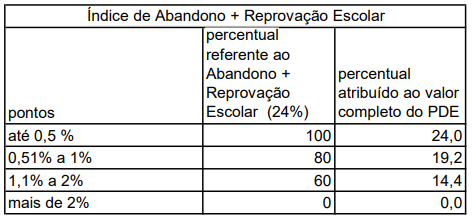 Índice de Abandono + Reprovação Escolar
pontos
percentual
referente ao
Abandono +
Reprovação
Escolar (24%)
percentual
atribuído ao valor
completo do PDE
até 0,5 % 100 24,0
0,51% a 1% 80 19,2
1,1% a 2% 60 14,4
mais de 2% 0 0,0